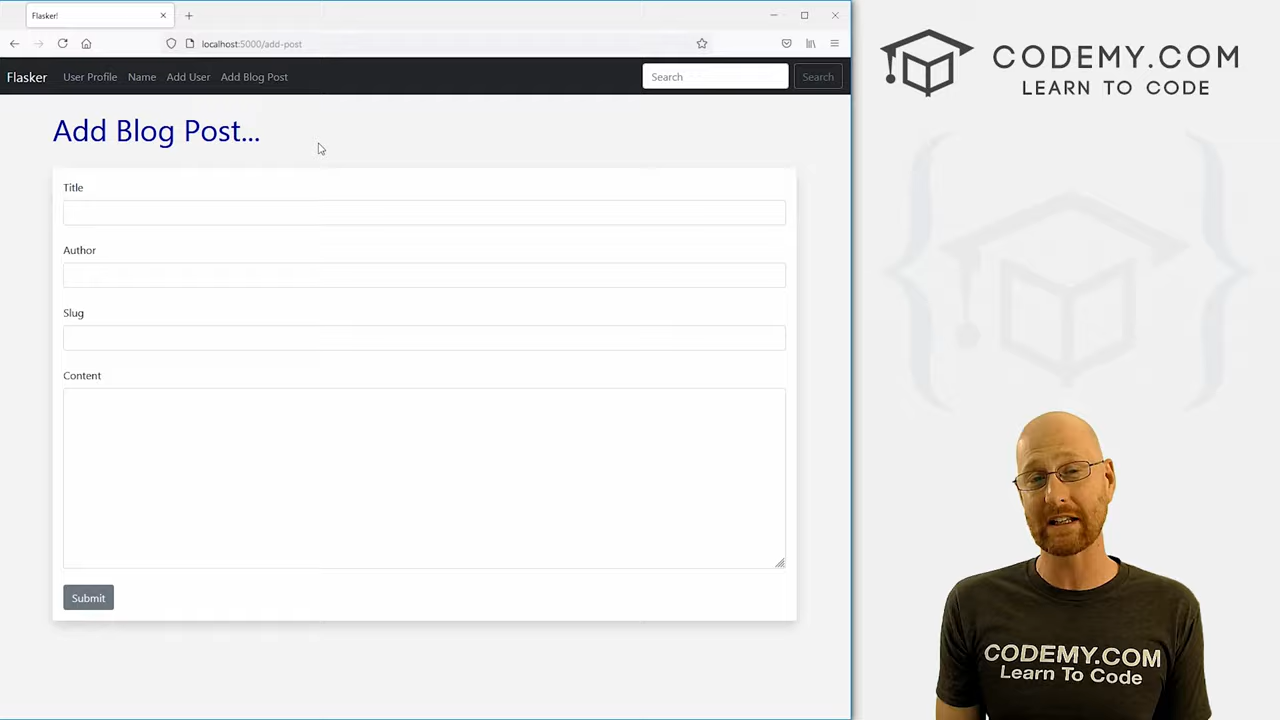 Flasker!
localhost:5000/add-post
Flasker User Profile Name Add User Add Blog Post Search Search
Add Blog Post...
Title
Author
Slug
Content
Submit
CODEMY.COM
LEARN TO CODE
CODEMY.COM
Learn To Code